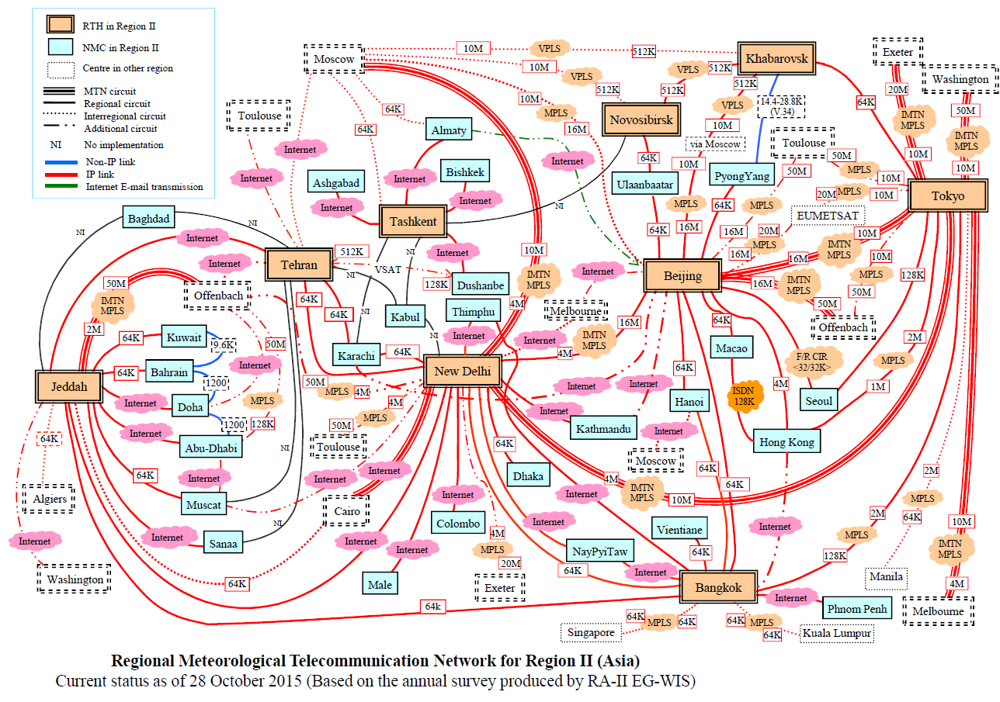 RTH in Region II
NMC in Region II
Centre in other region
MTN circuit
Regional circuit
Interregional circuit
Additional circuit
NI No implementation
Non-IP link
IP link
Internet E-mail transmission
Moscow
10M
VPLS
512K
Khabarovsk
Exeter
Washington
10M
VPLS
512K
VPLS
512K
512K
20M
50M
10M
MPLS
16M
VPLS
10M
14.4-28.8K
(V.34)
64K
IMTN
MPLS
10M
IMTN
MPLS
10M
Toulouse
64K
64K
Almaty
Novosibirsk
via Moscow
Toulouse
50M
MPLS
10M
Internet
Internet
Internet
64K
10M
50M
20M
MPLS
10M
Ashgabad
Internet
Bishkek
Internet
Internet
Ulaanbaatar
PyongYang
Tokyo
MPLS
64K
MPLS
EUMETSAT
Baghdad
NI
NI
Tashkent
NI
64K
16M
16M
20M
MPLS
IMTN
MPLS
10M
10M
Internet
Internet
Tehran
512K
VSAT
NI
NI
Internet
128K
Dushanbe
10M
IMTN
MPLS
Internet
Beijing
16M
16M
16M
IMTN
MPLS
MPLS
50M
128K
50M
IMTN
MPLS
2M
Offenbach
64K
64K
NI
Kabul
NI
Thimphu
4M
Melbourne
16M
64K
50M
Offenbach
Kuwait
64K
9.6K
50M
Internet
Internet
IMTN
MPLS
4M
Macao
F/R CIR
<32/32K>
2M
MPLS
1M
Jeddah
64K
Bahrain
1200
Internet
Karachi
64K
New Delhi
64K
50M
MPLS
4M
Internet
Internet
4M
ISDN
128K
Seoul
Internet
Doha
MPLS
4M
MPLS
50M
Internet
Hanoi
1200
128K
Internet
Abu-Dhabi
Toulouse
Kathmandu
Internet
Moscow
Hong Kong
64K
64K
Internet
Internet
Internet
64K
Dhaka
64K
64K
2M
Algiers
Muscat
NI
NI
Cairo
Internet
Internet
4M
IMTN
MPLS
10M
MPLS
64K
Internet
Internet
Sanaa
Internet
Internet
Colombo
4M
MPLS
20M
Internet
NayPyiTaw
Vientiane
64K
Internet
2M
MPLS
128K
10M
IMTN
MPLS
4M
Washington
64K
Male
Exeter
64K
Internet
Bangkok
Manila
64k
Internet
Phnom Penh
Melbourne
Singapore
64K
MPLS
64K
64K
MPLS
64K
Kuala Lumpur
Regional Meteorological Telecommunication Network for Region II (Asia)
Current status as of 28 October 2015 (Based on the annual survey produced by RA-II EG-WIS)